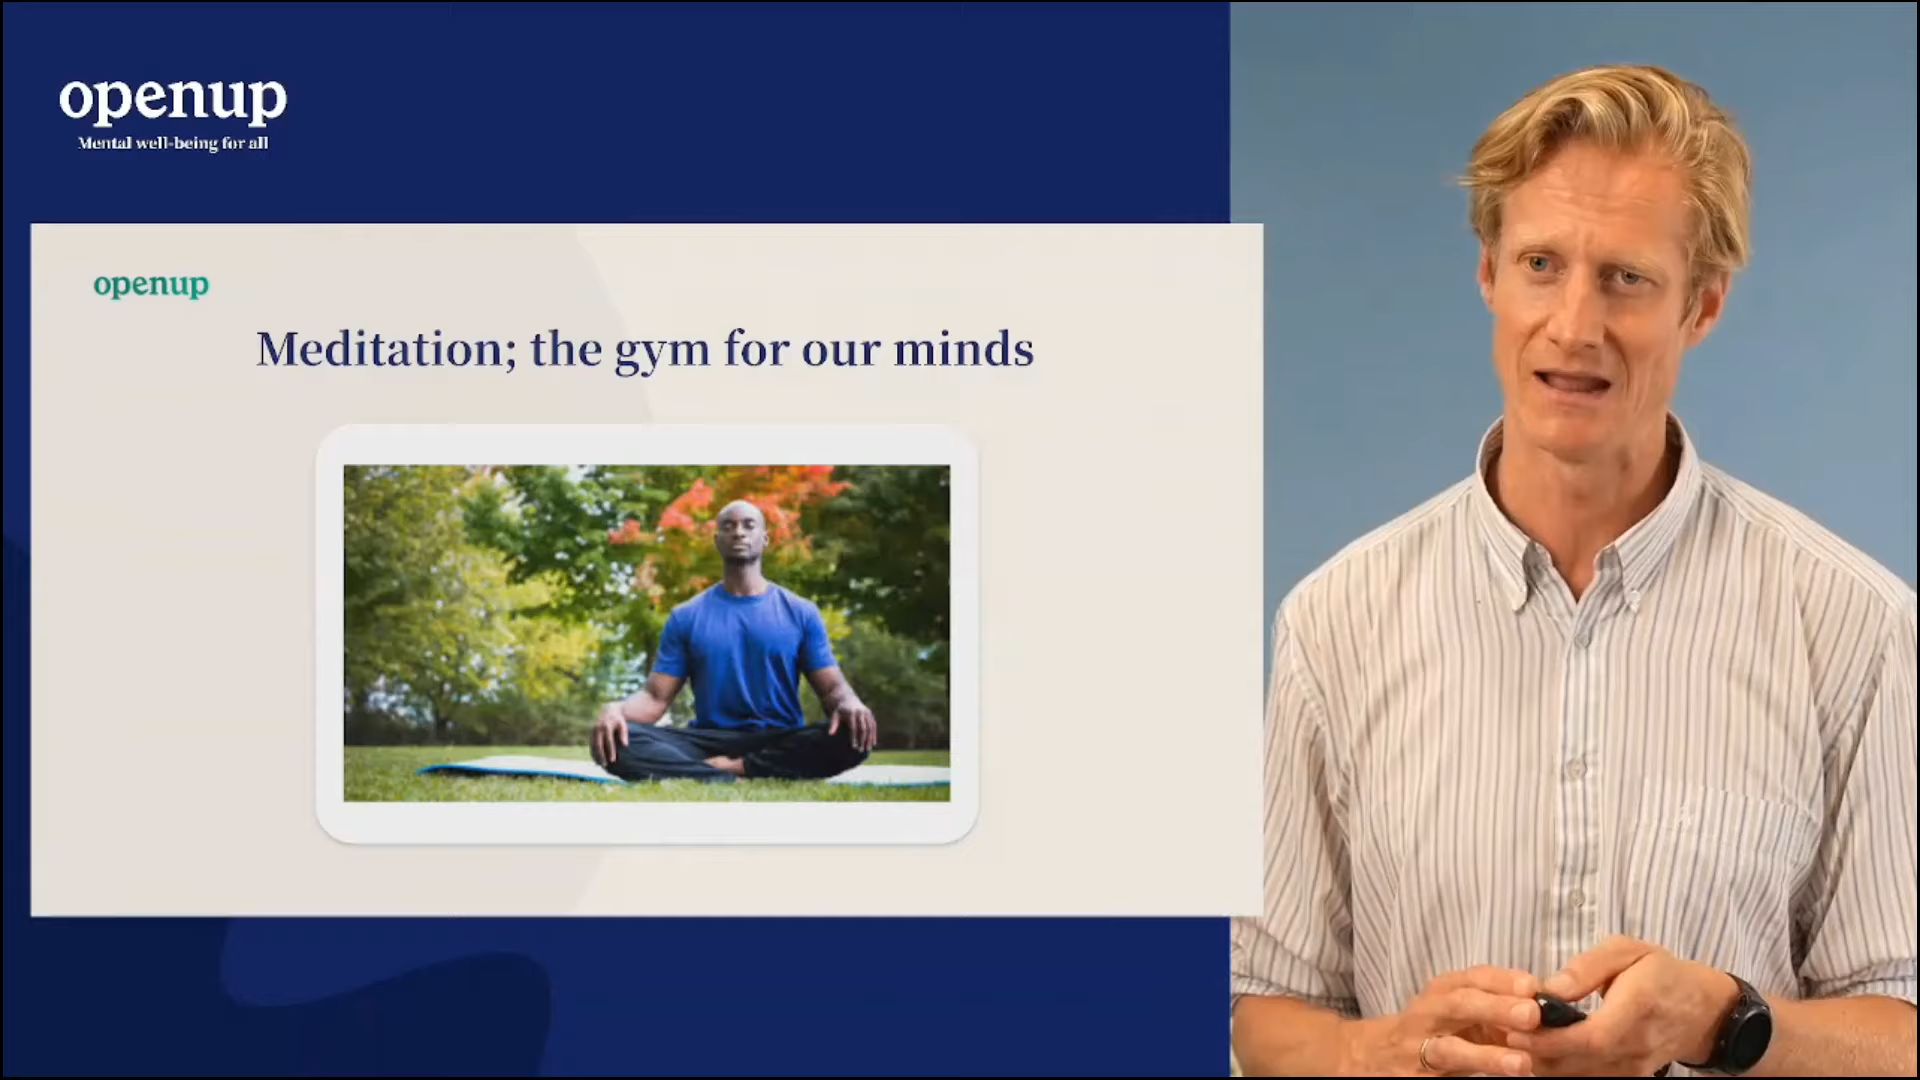 openup
Mental well-being for all
openup
Meditation; the gym for our minds